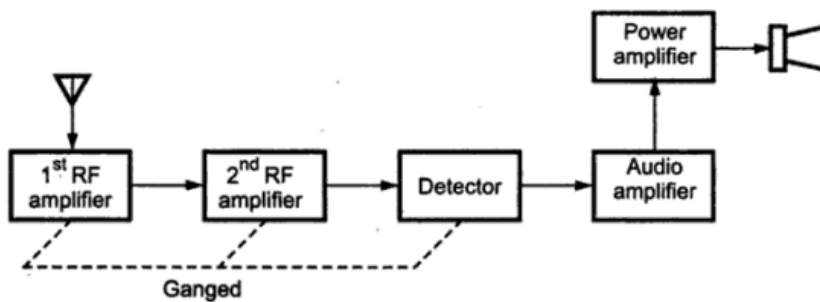 Power
amplifier
1st RF
amplifier
2nd RF
amplifier
Detector
Audio
amplifier
Ganged